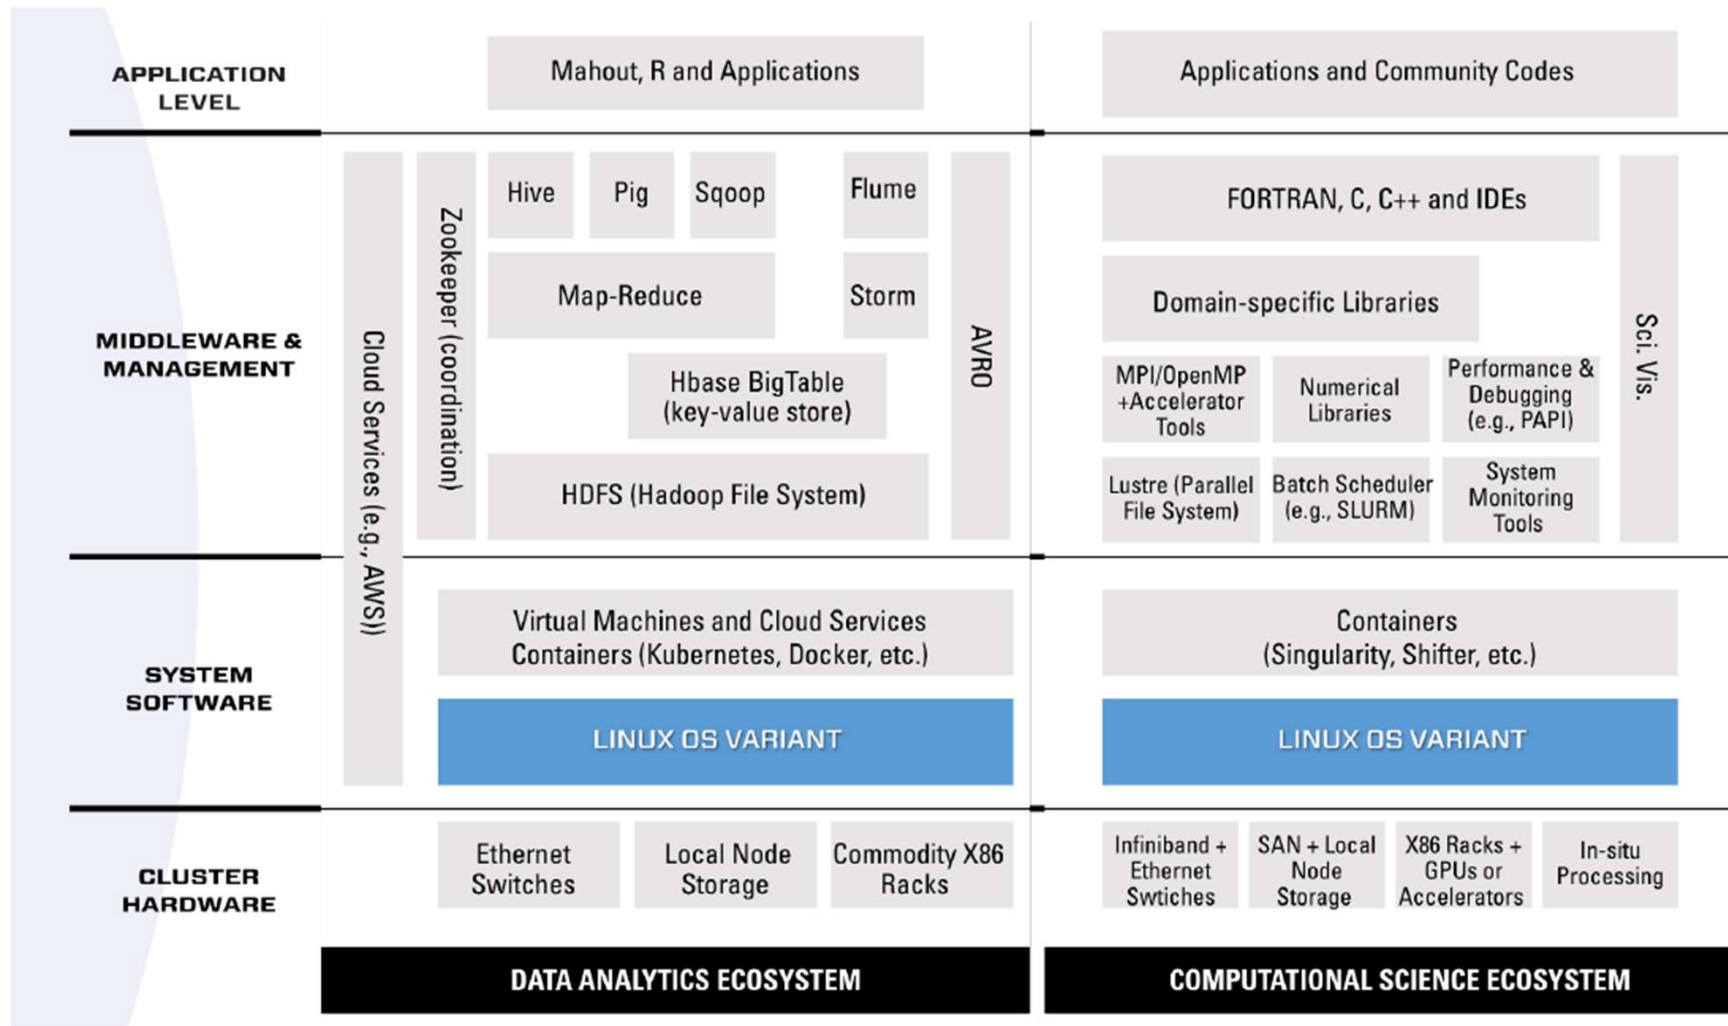 APPLICATION
LEVEL
Mahout, R and Applications
Applications and Community Codes
MIDDLEWARE &
MANAGEMENT
Cloud Services (e.g., AWS))
Zookeeper (coordination)
Hive
Pig
Sqoop
Flume
Map-Reduce
Storm
Hbase BigTable
(key-value store)
HDFS (Hadoop File System)
AVRO
FORTRAN, C, C++ and IDEs
Domain-specific Libraries
MPI/OpenMP
+Accelerator
Tools
Numerical
Libraries
Performance &
Debugging
(e.g., PAPI)
Lustre (Parallel
File System)
Batch Scheduler
(e.g., SLURM)
System
Monitoring
Tools
Sci. Vis.
SYSTEM
SOFTWARE
Virtual Machines and Cloud Services
Containers (Kubernetes, Docker, etc.)
LINUX OS VARIANT
Containers
(Singularity, Shifter, etc.)
LINUX OS VARIANT
CLUSTER
HARDWARE
Ethernet
Switches
Local Node
Storage
Commodity X86
Racks
Infiniband +
Ethernet
Swtiches
SAN + Local
Node
Storage
X86 Racks +
GPUs or
Accelerators
In-situ
Processing
DATA ANALYTICS ECOSYSTEM
COMPUTATIONAL SCIENCE ECOSYSTEM